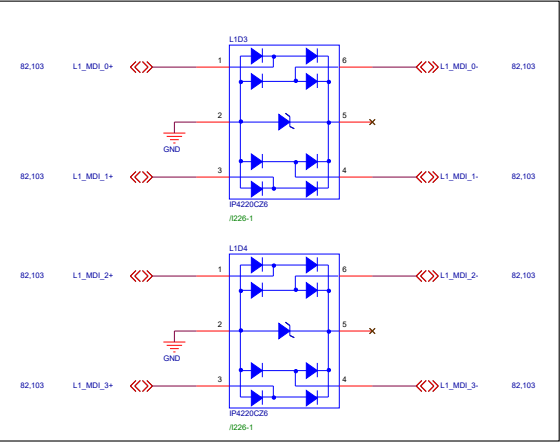 L1D3
82,103 L1_MDI_0+ 1 6 L1_MDI_0- 82,103
2 5
GND
82,103 L1_MDI_1+ 3 4 L1_MDI_1- 82,103
IP4220CZ6
/I226-1
L1D4
82,103 L1_MDI_2+ 1 6 L1_MDI_2- 82,103
2 5
GND
82,103 L1_MDI_3+ 3 4 L1_MDI_3- 82,103
IP4220CZ6
/I226-1